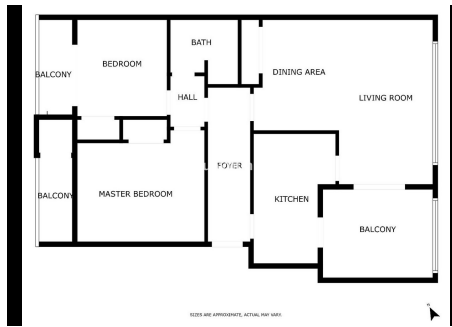 BATH
BEDROOM
DINING AREA
BALCONY
HALL
LIVING ROOM
FOYER
BALCONY
MASTER BEDROOM
KITCHEN
BALCONY
SIZES ARE APPROXIMATE, ACTUAL MAY VARY.